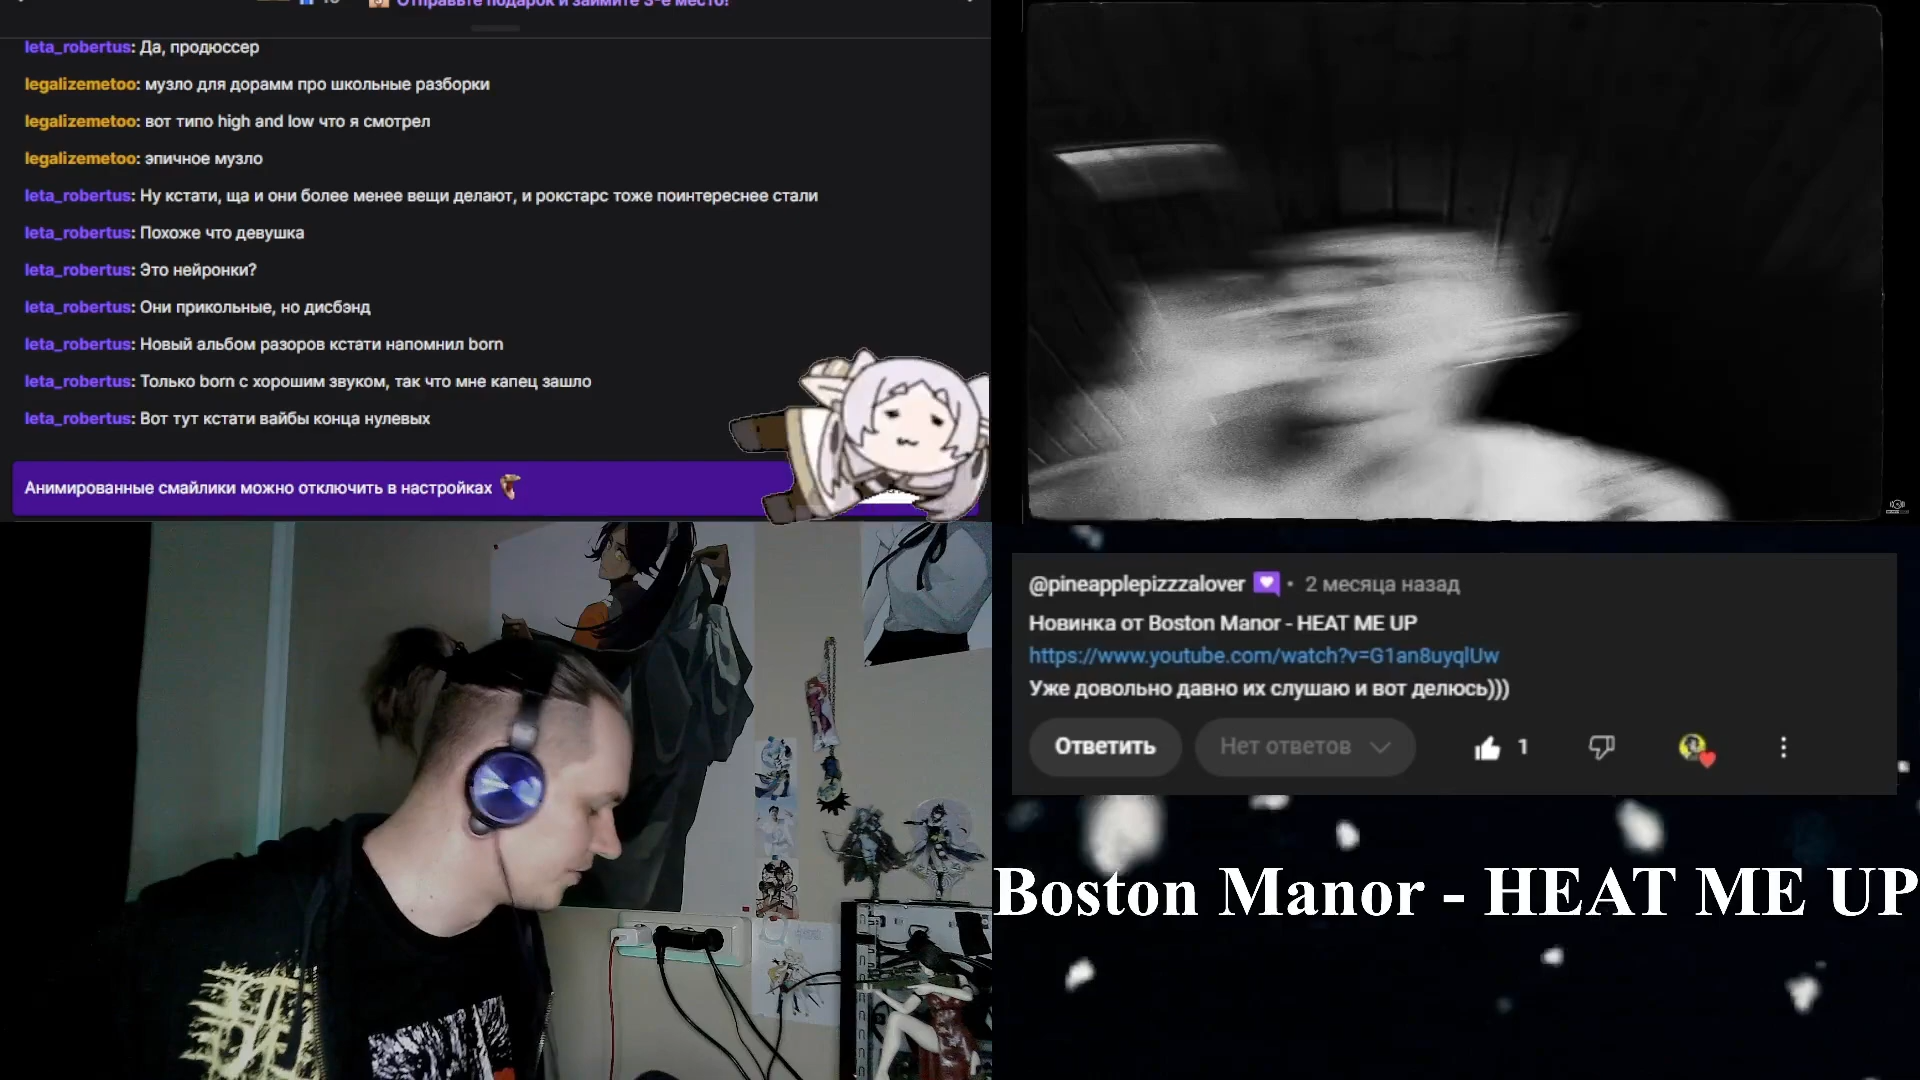 Отправьте подарок и займите 3-е место!
leta_robertus: Да, продюссер
legalizemetoo: музло для дорамм про школьные разборки
legalizemetoo: вот типо high and low что я смотрел
legalizemetoo: эпичное музло
leta_robertus: Ну кстати, ща и они более менее вещи делают, и рокстарс тоже поинтереснее стали
leta_robertus: Похоже что девушка
leta_robertus: Это нейронки?
leta_robertus: Они прикольные, но дисбэнд
leta_robertus: Новый альбом разоров кстати напомнил born
leta_robertus: Только born с хорошим звуком, так что мне капец зашло
leta_robertus: Вот тут кстати вайбы конца нулевых
Анимированные смайлики можно отключить в настройках
@pineapplepizzzalover • 2 месяца назад
Новинка от Boston Manor - HEAT ME UP
https://www.youtube.com/watch?v=G1an8uyqlUw
Уже довольно давно их слушаю и вот делюсь)))
Ответить
Нет ответов
1
Boston Manor - HEAT ME UP